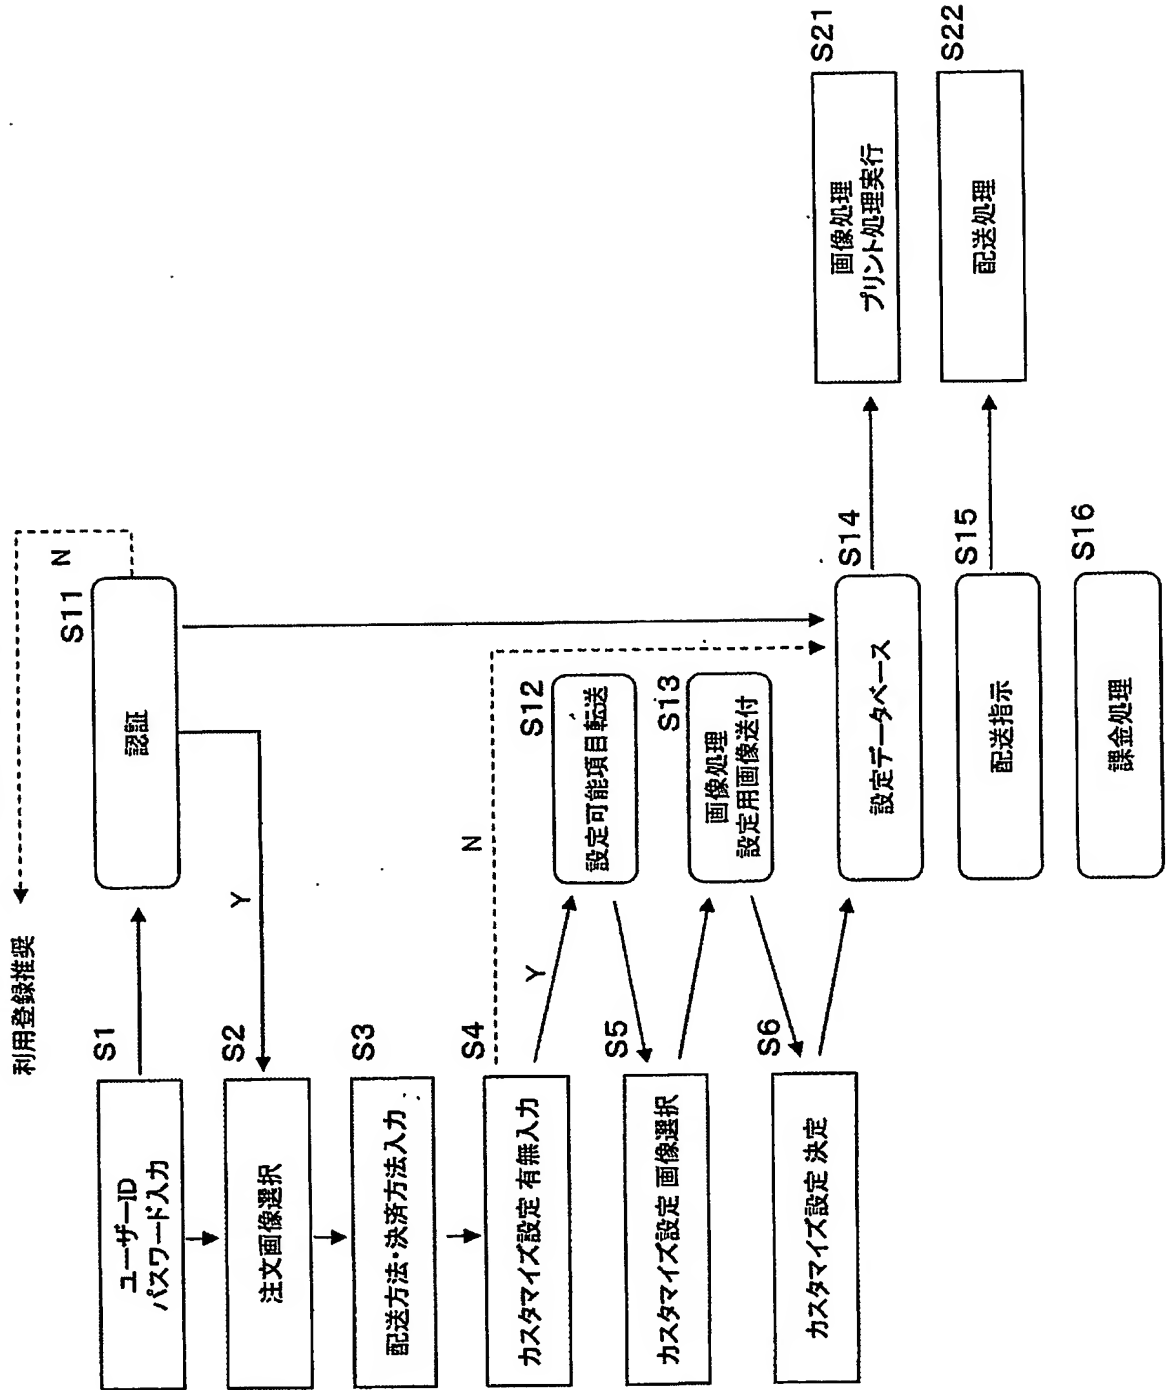 利用登録推奨
S1
ユーザーID
パスワード入力
S11
認証
N
Y
S2
注文画像選択
S3
配送方法・決済方法入力
S4
カスタマイズ設定 有無入力
N
Y
S12
設定可能項目転送
S5
カスタマイズ設定 画像選択
S13
画像処理
設定用画像送付
S6
カスタマイズ設定 決定
S14
設定データベース
S21
画像処理
プリント処理実行
S15
配送指示
S22
配送処理
S16
課金処理